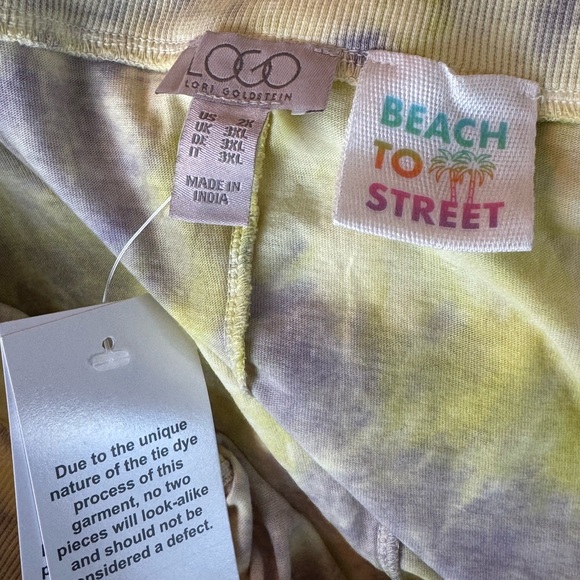 LOGO
LORI GOLDSTEIN
US 2X
UK 3XL
DE 3XL
IT 3XL
MADE IN
INDIA
BEACH
TO
STREET
Due to the unique
nature of the tie dye
process of this
garment, no two
pieces will look-alike
and should not be
onsidered a defect.